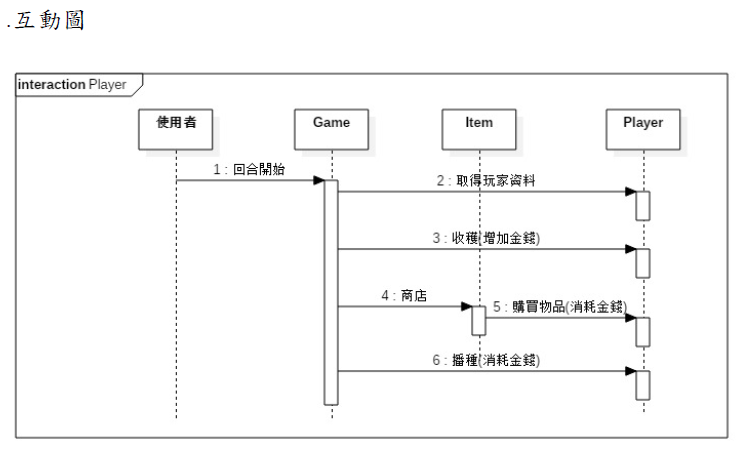 .互動圖
interaction Player
使用者
Game
Item
Player
1 : 回合開始
2 : 取得玩家資料
3 : 收穫(增加金錢)
4 : 商店
5 : 購買物品(消耗金錢)
6 : 播種(消耗金錢)